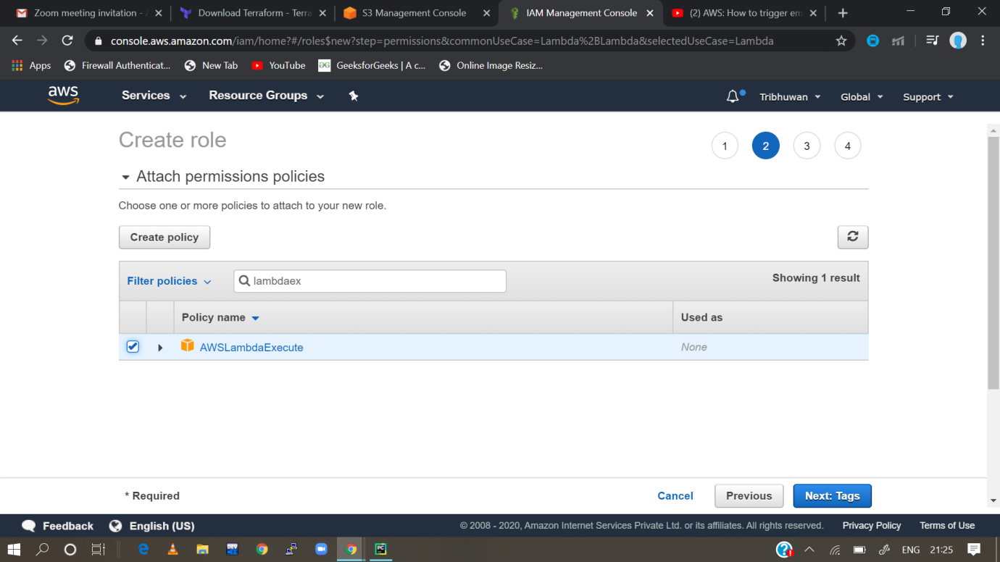 Zoom meeting invitation -
Download Terraform - Terra
S3 Management Console
IAM Management Console
(2) AWS: How to trigger em
console.aws.amazon.com/iam/home?#/roles$new?step=permissions&commonUseCase=Lambda%2BLambda&selectedUseCase=Lambda
Apps
Firewall Authenticat...
New Tab
YouTube
GeeksforGeeks | A c...
Online Image Resiz...
aws
Services
Resource Groups
Tribhuwan
Global
Support
Create role
1
2
3
4
Attach permissions policies
Choose one or more policies to attach to your new role.
Create policy
Filter policies
lambdaex
Showing 1 result
Policy name
Used as
AWSLambdaExecute
None
* Required
Cancel
Previous
Next: Tags
Feedback
English (US)
© 2008 - 2020, Amazon Internet Services Private Ltd. or its affiliates. All rights reserved.
Privacy Policy
Terms of Use
DEV
PC
ENG
21:25